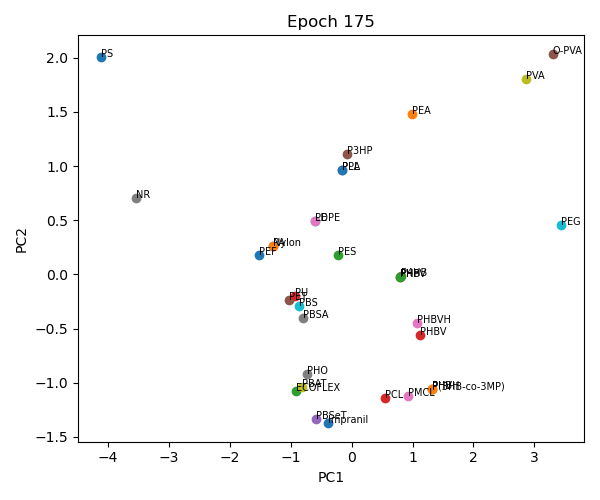 Epoch 175
PS
O-PVA
PVA
PEA
P3HP
NR
PEG
PES
PEF
PU
PBS
PBSA
PHBVH
PHBV
PHO
PBAT
ECOFLEX
PCL
PMCL
PBSeT
Impranil
2.0
1.5
1.0
0.5
0.0
−0.5
−1.0
−1.5
PC2
−4
−3
−2
−1
0
1
2
3
PC1